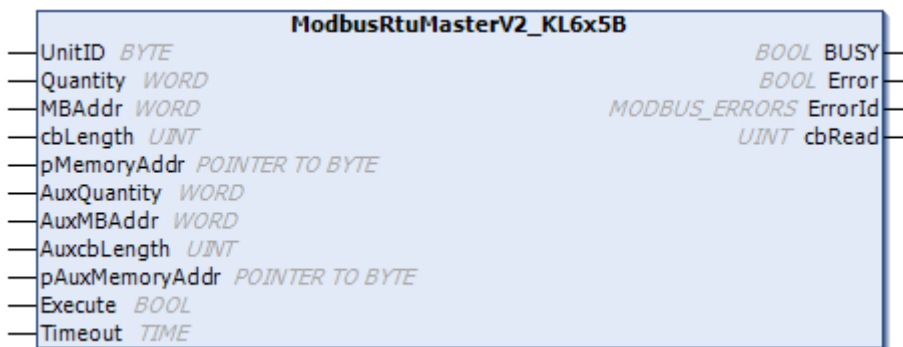 ModbusRtuMasterV2_KL6x5B
UnitID BYTE BOOL BUSY
Quantity WORD BOOL Error
MBAddr WORD MODBUS_ERRORS ErrorId
cbLength UINT UINT cbRead
pMemoryAddr POINTER TO BYTE
AuxQuantity WORD
AuxMBAddr WORD
AuxcbLength UINT
pAuxMemoryAddr POINTER TO BYTE
Execute BOOL
Timeout TIME